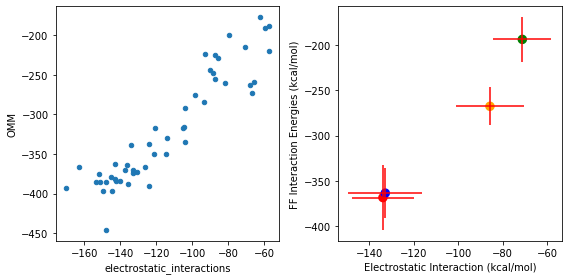 −200
−250
−300
−350
−400
−450
OMM
−160 −140 −120 −100 −80 −60
electrostatic_interactions
−200
−250
−300
−350
−400
FF Interaction Energies (kcal/mol)
−140 −120 −100 −80 −60
Electrostatic Interaction (kcal/mol)